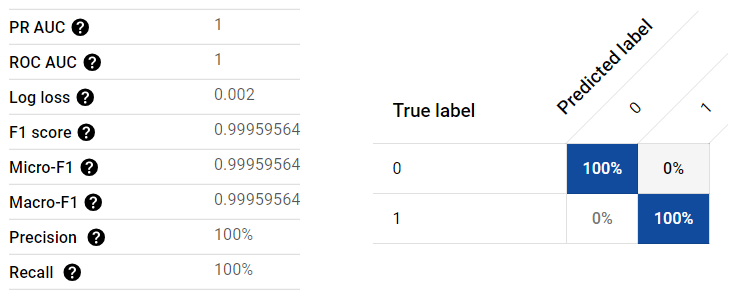 PR AUC ? 1
ROC AUC ? 1
Log loss ? 0.002
F1 score ? 0.99959564
Micro-F1 ? 0.99959564
Macro-F1 ? 0.99959564
Precision ? 100%
Recall ? 100%
Predicted label
True label 0 1
0 100% 0%
1 0% 100%